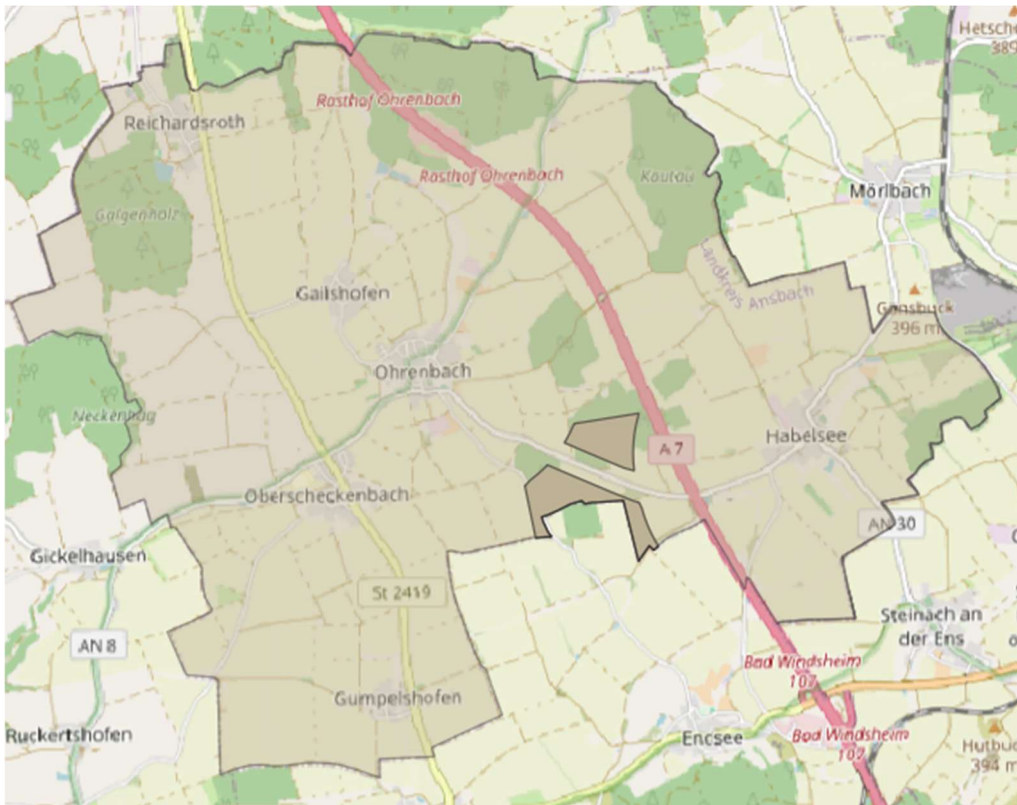 Hetsch
389
Rasthof Ohrenbach
Reichardsroth
Rasthof Ohrenbach
Kautau
Mörlbach
Galgenholz
Landkreis Ansbach
Gailshofen
Gansbuck
396 m
Ohrenbach
Neckenhag
Habelsee
A 7
Oberscheckenbach
AN 30
Gickelhausen
St 2419
Steinach an
der Ens
AN 8
Bad Windsheim
107
Gumpelshofen
Ruckertshofen
Encsee
Bad Windsheim
107
Hutbuc
394 m